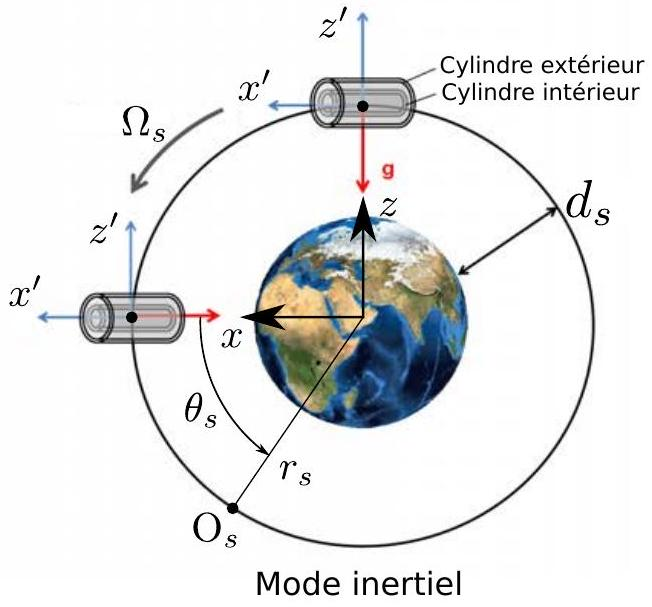 z′
x′
Cylindre extérieur
Cylindre intérieur
Ωₛ
g
z
dₛ
z′
x′
x
θₛ
rₛ
Oₛ
Mode inertiel